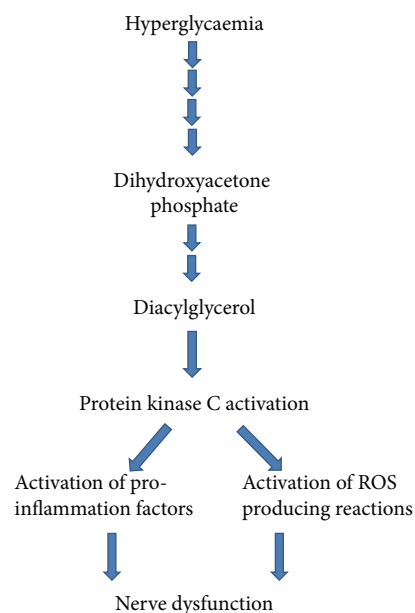 Hyperglycaemia
Dihydroxyacetone
phosphate
Diacylglycerol
Protein kinase C activation
Activation of pro-
inflammation factors
Activation of ROS
producing reactions
Nerve dysfunction